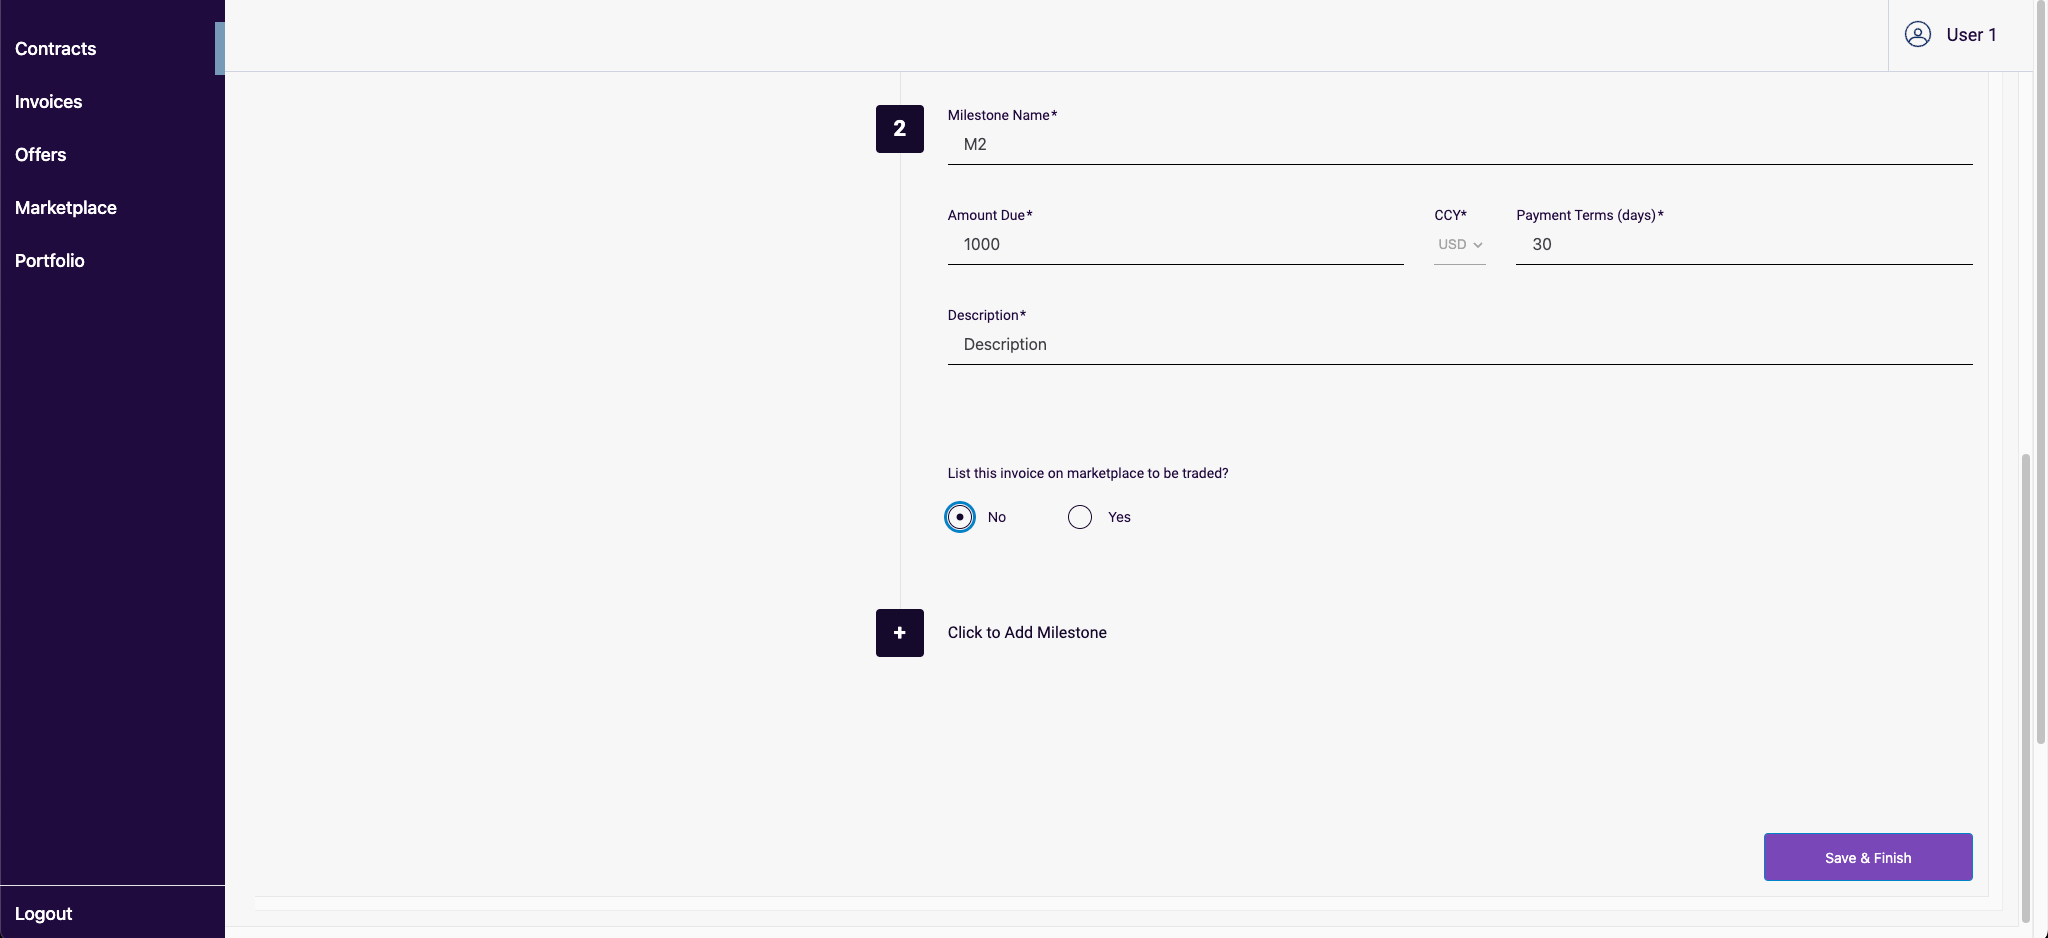 Contracts
Invoices
Offers
Marketplace
Portfolio
Logout
User 1
2
Milestone Name*
M2
Amount Due*
1000
CCY*
USD
Payment Terms (days)*
30
Description*
Description
List this invoice on marketplace to be traded?
No
Yes
+
Click to Add Milestone
Save & Finish